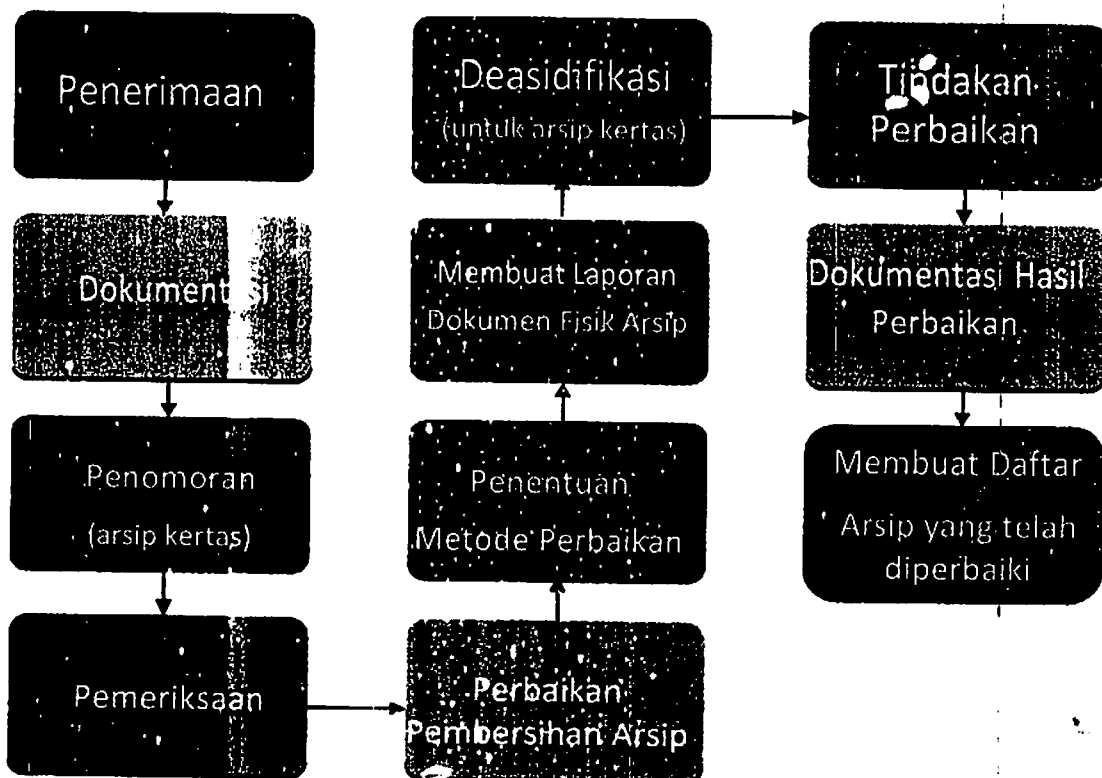 Penerimaan
Dokumentasi
Penomoran
(arsip kertas)
Pemeriksaan
Perbaikan
Pembersihan Arsip
Penentuan
Metode Perbaikan
Membuat Laporan
Dokumen Fisik Arsip
Deasidifikasi
(untuk arsip kertas)
Tindakan
Perbaikan
Dokumentasi Hasil
Perbaikan
Membuat Daftar
Arsip yang telah
diperbaiki